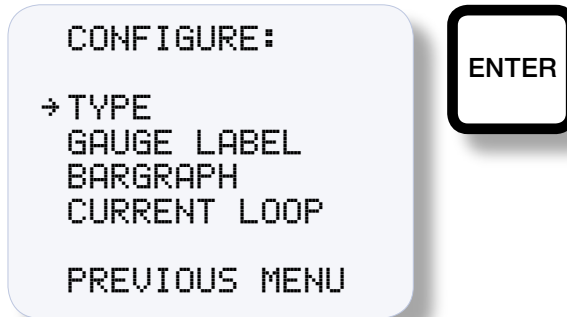 CONFIGURE:
→TYPE
GAUGE LABEL
BARGRAPH
CURRENT LOOP
PREVIOUS MENU
ENTER